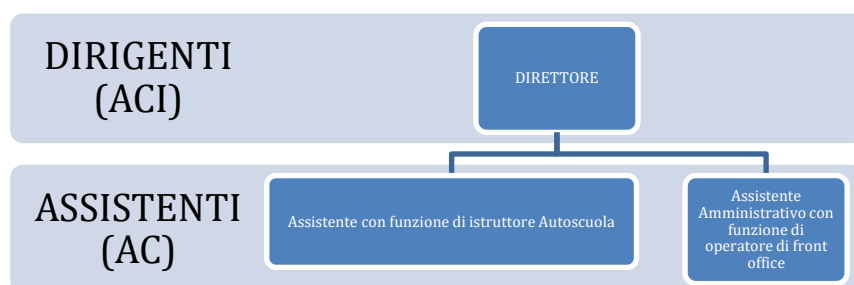 DIRIGENTI
(ACI)
DIRETTORE
ASSISTENTI
(AC)
Assistente con funzione di istruttore Autoscuola
Assistente
Amministrativo con
funzione di
operatore di front
office